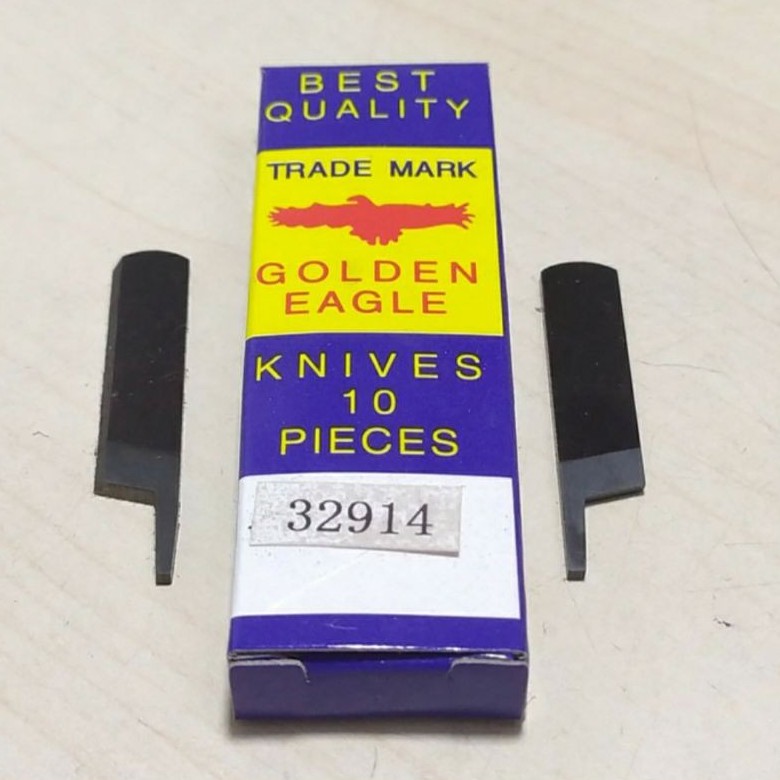 BEST
QUALITY
TRADE MARK
GOLDEN
EAGLE
KNIVES
10
PIECES
32914